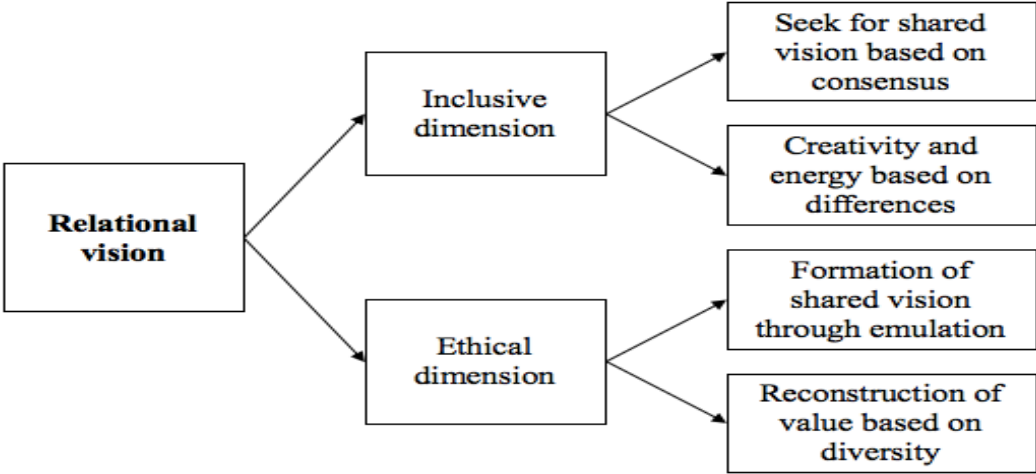 Relational
vision
Inclusive
dimension
Ethical
dimension
Seek for shared
vision based on
consensus
Creativity and
energy based on
differences
Formation of
shared vision
through emulation
Reconstruction of
value based on
diversity